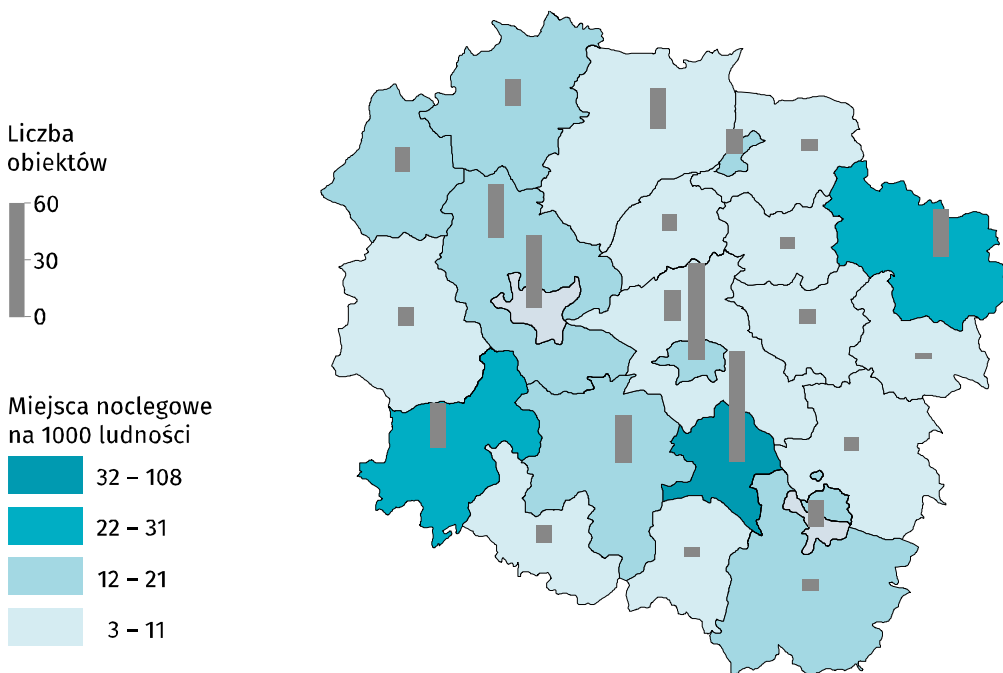 Liczba
obiektów
60
30
0
Miejsca noclegowe
na 1000 ludności
32 – 108
22 – 31
12 – 21
3 – 11